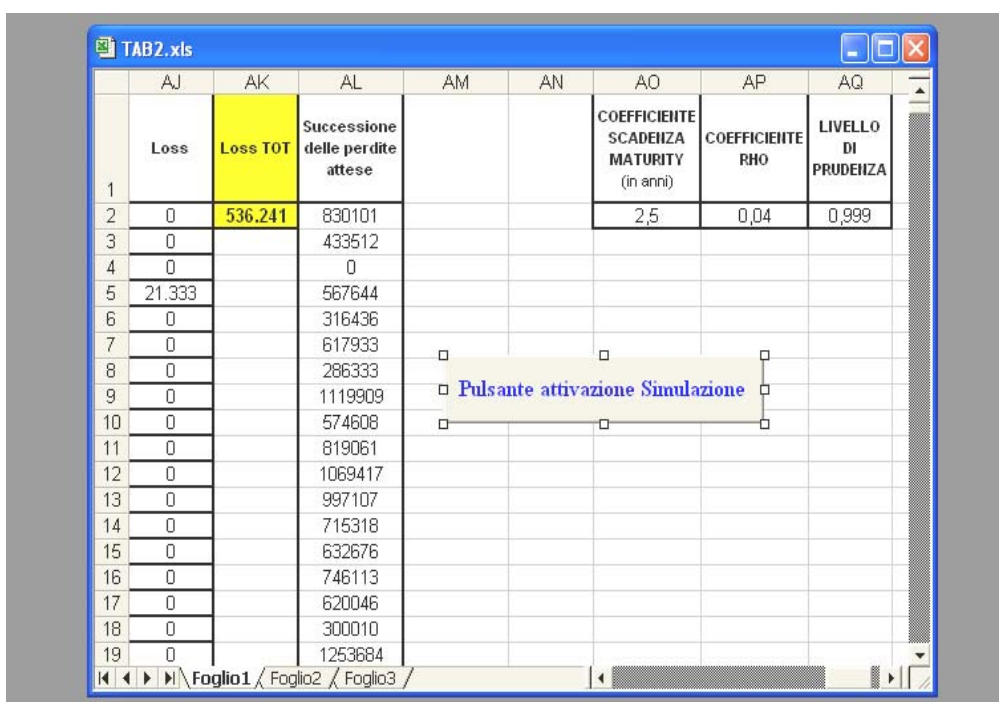 TAB2.xls
AJ AK AL AM AN AO AP AQ
1 Loss Loss TOT Successione delle perdite attese COEFFICIENTE SCADENZA MATURITY (in anni) COEFFICIENTE RHO LIVELLO DI PRUDENZA
2 0 536.241 830101 2,5 0,04 0,999
3 0 433512
4 0 0
5 21.333 567644
6 0 316436
7 0 617933
8 0 286333
9 0 1119909
10 0 574608
11 0 819061
12 0 1069417
13 0 997107
14 0 715318
15 0 632676
16 0 746113
17 0 620046
18 0 300010
19 0 1253684
Pulsante attivazione Simulazione
Foglio1 / Foglio2 / Foglio3 /